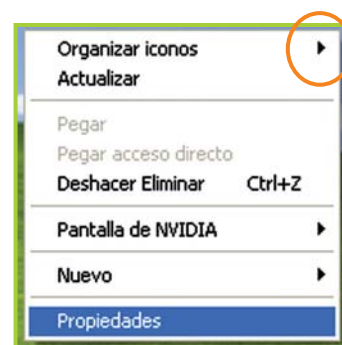 Organizar iconos
Actualizar
Pegar
Pegar acceso directo
Deshacer Eliminar Ctrl+Z
Pantalla de NVIDIA
Nuevo
Propiedades